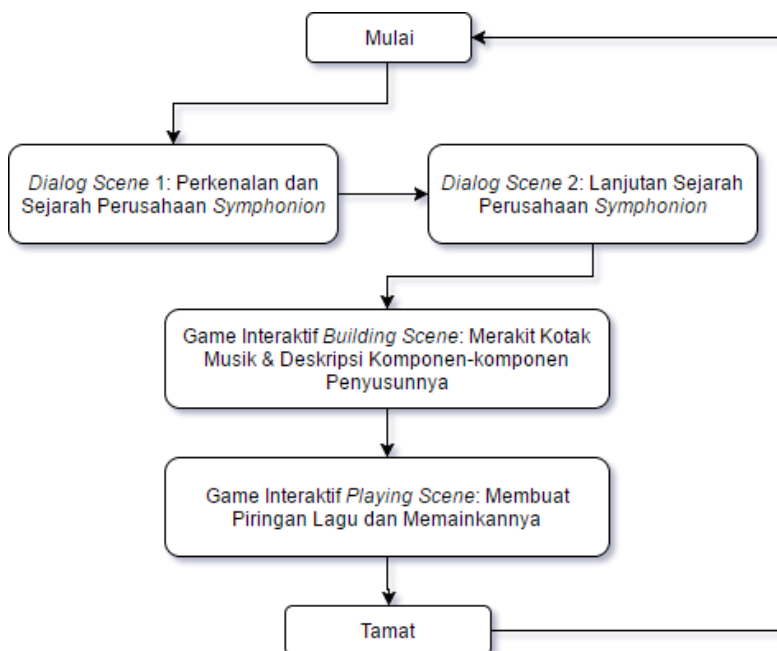 Mulai
Dialog Scene 1: Perkenalan dan
Sejarah Perusahaan Symphonion
Dialog Scene 2: Lanjutan Sejarah
Perusahaan Symphonion
Game Interaktif Building Scene: Merakit Kotak
Musik & Deskripsi Komponen-komponen
Penyusunnya
Game Interaktif Playing Scene: Membuat
Piringan Lagu dan Memainkannya
Tamat